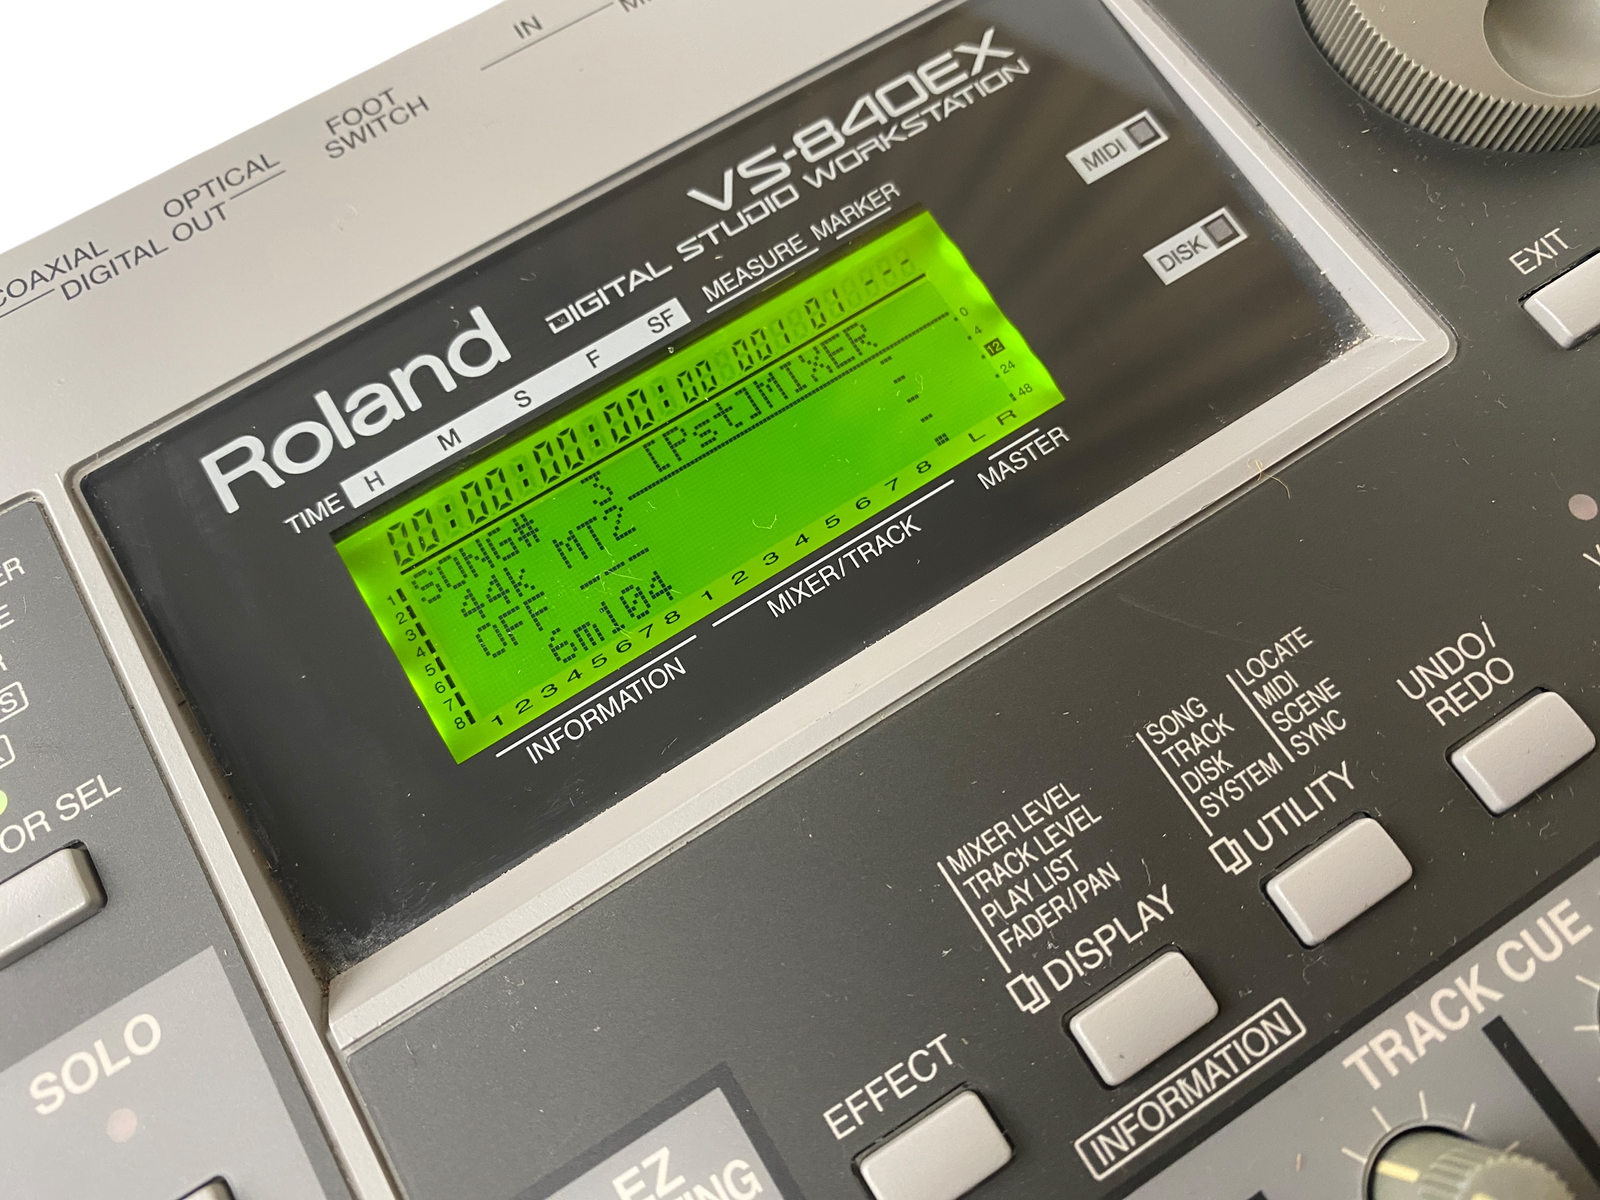 IN
FOOT
SWITCH
OPTICAL
COAXIAL
DIGITAL OUT
Roland
VS-840EX
DIGITAL STUDIO WORKSTATION
MIDI
DISK
EXIT
TIME H M S F SF MEASURE MARKER
00:00:00:00:00 001-01---
SONG# 3 [Pst]MIXER
44k MT2
OFF ---
6m104
1
2
3
4
5
6
7
8
0
4
12
24
48
1 2 3 4 5 6 7 8 1 2 3 4 5 6 7 8 L R
INFORMATION MIXER/TRACK MASTER
OR SEL
SOLO
MIXER LEVEL
TRACK LEVEL
PLAY LIST
FADER/PAN
DISPLAY
INFORMATION
SONG
TRACK
DISK
SYSTEM
LOCATE
MIDI
SCENE
SYNC
UTILITY
UNDO/
REDO
EFFECT
EZ
TRACK CUE